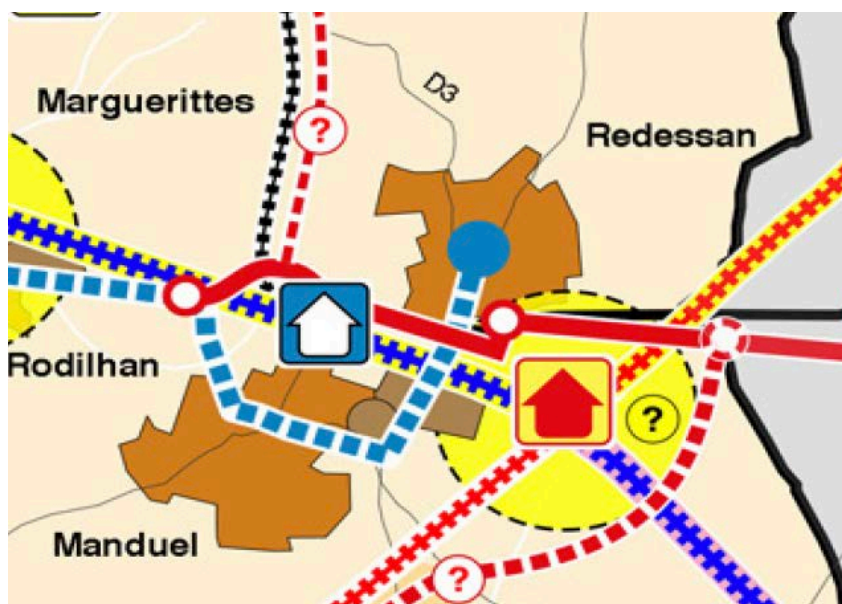 Marguerittes
D3
?
Redessan
Rodilhan
?
Manduel
?